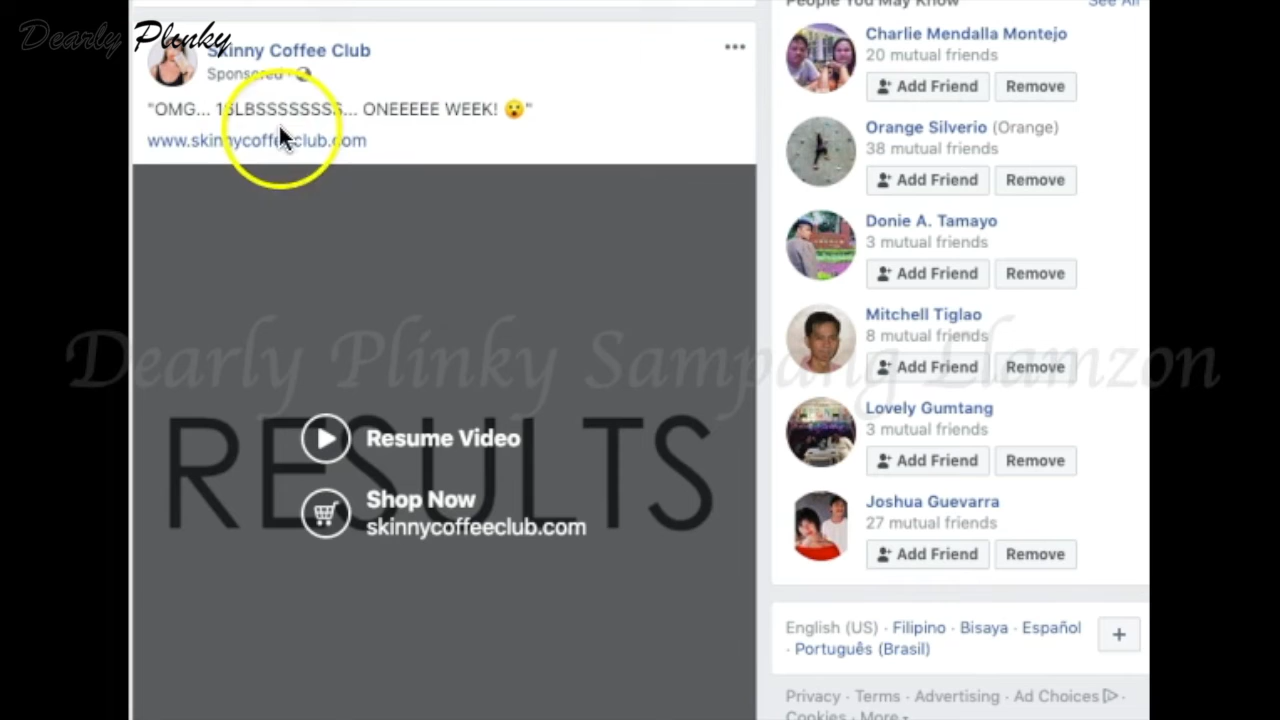 Dearly Plinky
Skinny Coffee Club
Sponsored ·
"OMG... 15LBSSSSSSSS... ONEEEEE WEEK! 😮"
www.skinnycoffeeclub.com
RESULTS
Resume Video
Shop Now
skinnycoffeeclub.com
People You May Know
See All
Charlie Mendalla Montejo
20 mutual friends
Add Friend
Remove
Orange Silverio (Orange)
38 mutual friends
Add Friend
Remove
Donie A. Tamayo
3 mutual friends
Add Friend
Remove
Mitchell Tiglao
8 mutual friends
Add Friend
Remove
Lovely Gumtang
3 mutual friends
Add Friend
Remove
Joshua Guevarra
27 mutual friends
Add Friend
Remove
Dearly Plinky Sampang Llamzon
English (US) · Filipino · Bisaya · Español
· Português (Brasil)
Privacy · Terms · Advertising · Ad Choices ·
Cookies · More